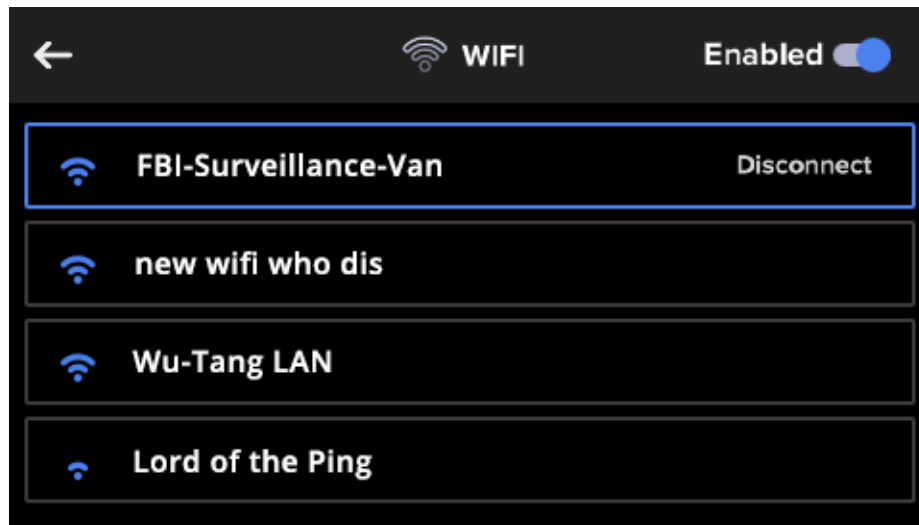 WIFI Enabled
FBI-Surveillance-Van Disconnect
new wifi who dis
Wu-Tang LAN
Lord of the Ping